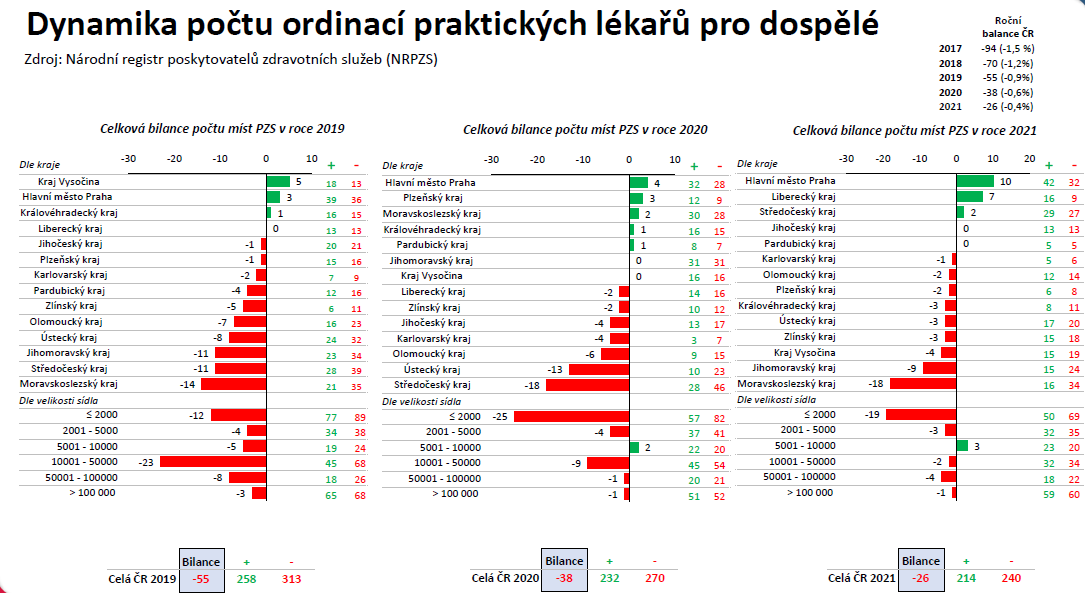 Dynamika počtu ordinací praktických lékařů pro dospělé
Zdroj: Národní registr poskytovatelů zdravotních služeb (NRPZS)
Roční
balance ČR
2017 -94 (-1,5 %)
2018 -70 (-1,2%)
2019 -55 (-0,9%)
2020 -38 (-0,6%)
2021 -26 (-0,4%)
Celková bilance počtu míst PZS v roce 2019
-30 -20 -10 0 10
Dle kraje + -
Kraj Vysočina 5 18 13
Hlavní město Praha 3 39 36
Královéhradecký kraj 1 16 15
Liberecký kraj 0 13 13
Jihočeský kraj -1 20 21
Plzeňský kraj -1 15 16
Karlovarský kraj -2 7 9
Pardubický kraj -4 12 16
Zlínský kraj -5 6 11
Olomoucký kraj -7 16 23
Ústecký kraj -8 24 32
Jihomoravský kraj -11 23 34
Středočeský kraj -11 28 39
Moravskoslezský kraj -14 21 35
Dle velikosti sídla
≤ 2000 -12 77 89
2001 - 5000 -4 34 38
5001 - 10000 -5 19 24
10001 - 50000 -23 45 68
50001 - 100000 -8 18 26
> 100 000 -3 65 68
Bilance + -
Celá ČR 2019 -55 258 313
Celková bilance počtu míst PZS v roce 2020
-30 -20 -10 0 10
Dle kraje + -
Hlavní město Praha 4 32 28
Plzeňský kraj 3 12 9
Moravskoslezský kraj 2 30 28
Královéhradecký kraj 1 16 15
Pardubický kraj 1 8 7
Jihomoravský kraj 0 31 31
Kraj Vysočina 0 16 16
Liberecký kraj -2 14 16
Zlínský kraj -2 10 12
Jihočeský kraj -4 13 17
Karlovarský kraj -4 3 7
Olomoucký kraj -6 9 15
Ústecký kraj -13 10 23
Středočeský kraj -18 28 46
Dle velikosti sídla
≤ 2000 -25 57 82
2001 - 5000 -4 37 41
5001 - 10000 2 22 20
10001 - 50000 -9 45 54
50001 - 100000 -1 20 21
> 100 000 -1 51 52
Bilance + -
Celá ČR 2020 -38 232 270
Celková bilance počtu míst PZS v roce 2021
-30 -20 -10 0 10 20
Dle kraje + -
Hlavní město Praha 10 42 32
Liberecký kraj 7 16 9
Středočeský kraj 2 29 27
Jihočeský kraj 0 13 13
Pardubický kraj 0 5 5
Karlovarský kraj -1 5 6
Olomoucký kraj -2 12 14
Plzeňský kraj -2 6 8
Královéhradecký kraj -3 8 11
Ústecký kraj -3 17 20
Zlínský kraj -3 15 18
Kraj Vysočina -4 15 19
Jihomoravský kraj -9 15 24
Moravskoslezský kraj -18 16 34
Dle velikosti sídla
≤ 2000 -19 50 69
2001 - 5000 -3 32 35
5001 - 10000 3 23 20
10001 - 50000 -2 32 34
50001 - 100000 -4 18 22
> 100 000 -1 59 60
Bilance + -
Celá ČR 2021 -26 214 240